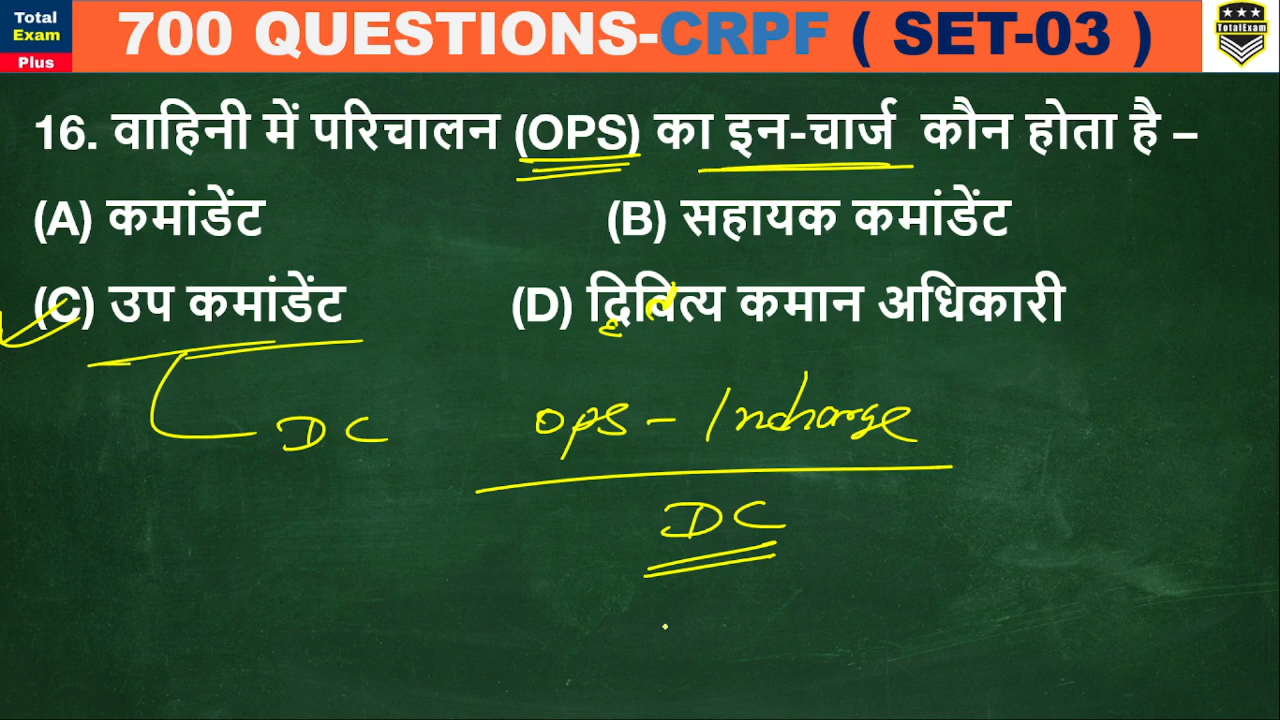 Total
Exam
Plus
700 QUESTIONS-CRPF ( SET-03 )
TotalExam
16. वाहिनी में परिचालन (OPS) का इन-चार्ज कौन होता है –
(A) कमांडेंट (B) सहायक कमांडेंट
(C) उप कमांडेंट (D) द्वितिय कमान अधिकारी
DC
ops - Incharge
DC